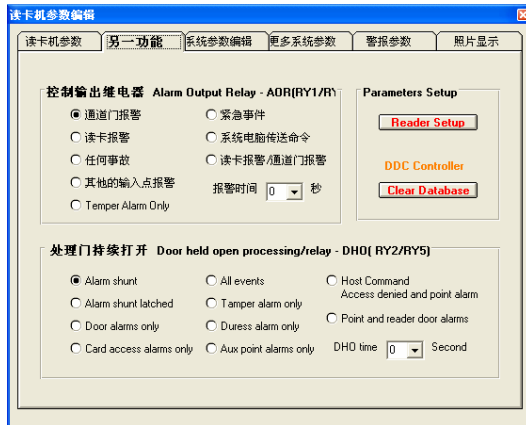 读卡机参数编辑
读卡机参数 另一功能 系统参数编辑 更多系统参数 警报参数 照片显示
控制输出继电器 Alarm Output Relay - AOR(RY1/R
通道门报警 紧急事件
读卡报警 系统电脑传送命令
任何事故 读卡报警/通道门报警
其他的输入点报警 报警时间 0 秒
Temper Alarm Only
Parameters Setup
Reader Setup
DDC Controller
Clear Database
处理门持续打开 Door held open processing/relay - DHO( RY2/RY5)
Alarm shunt All events Host Command
Access denied and point alarm
Alarm shunt latched Tamper alarm only
Point and reader door alarms
Door alarms only Duress alarm only
Card access alarms only Aux point alarms only DHO time 0 Second